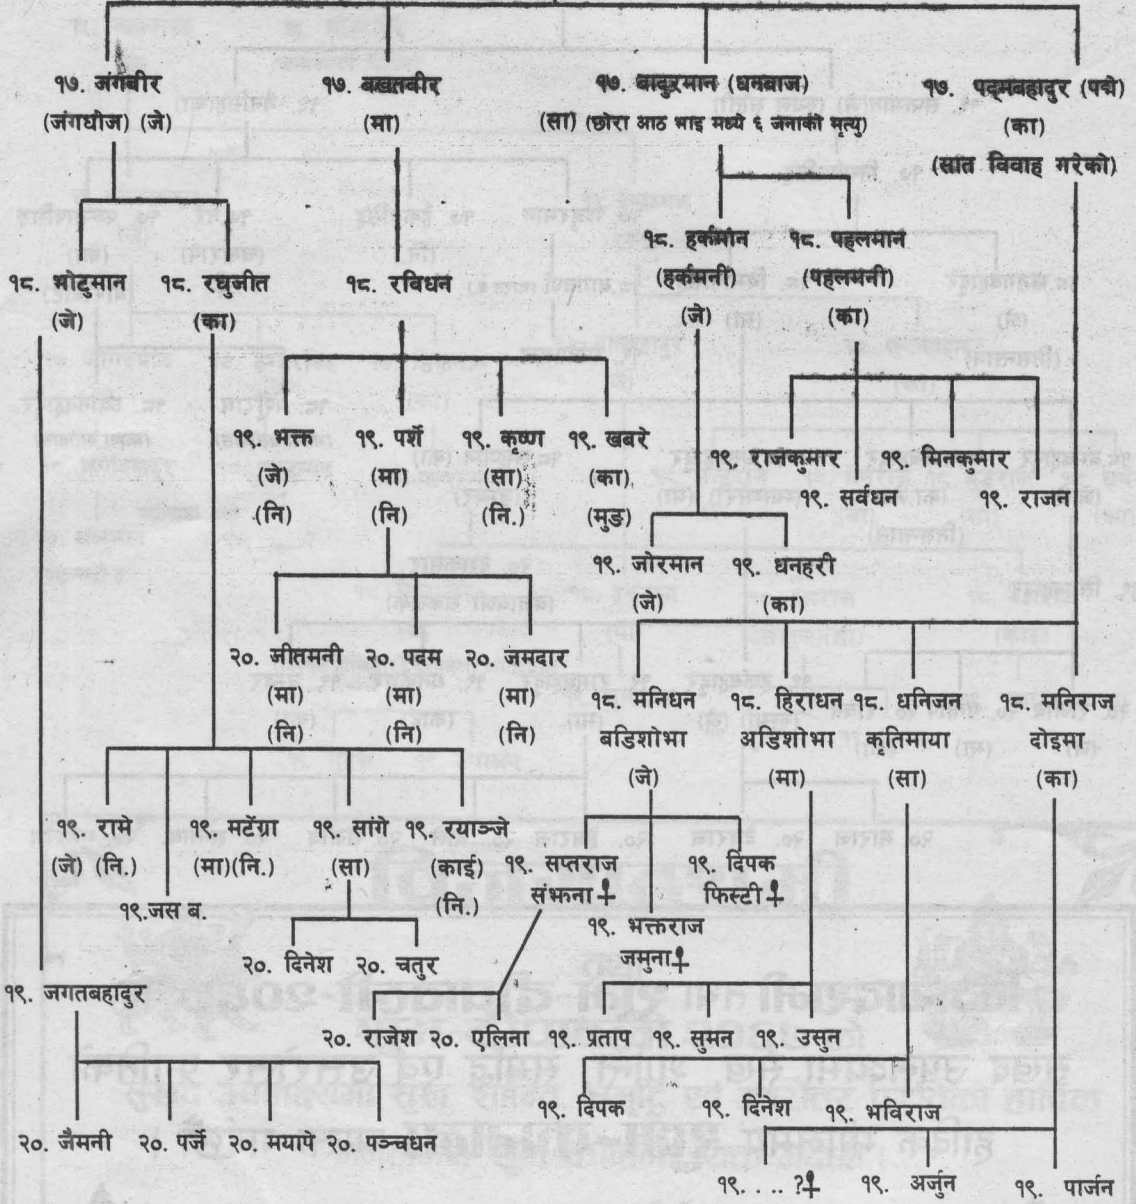 १७. जंगबीर १७. बखतबीर १७. बादुरमान (धनबाज) १७. पद्मबहादुर (पद्ये)
(जंगधोज) (जे) (मा) (सा) (छोरा आठ भाइ मध्ये ६ जनाको मृत्यु) (का)
(सात विवाह गरेको)
१८. हर्कमान १८. पहलमान
(हर्कमनी) (पहलमनी)
(जे) (का)
१८. भोटुमान १८. रघुजीत १८. रविधन
(जे) (का)
१९. भक्त १९. पर्शे १९. कृष्ण १९. खबरे
(जे) (मा) (सा) (का)
(नि) (नि) (नि.) (मुङ)
१९. राजकुमार १९. मिनकुमार
१९. सर्वधन १९. राजन
१९. जोरमान १९. धनहरी
(जे) (का)
२०. जीतमनी २०. पदम २०. जमदार
(मा) (मा) (मा)
(नि) (नि) (नि)
१८. मनिधन १८. हिराधन १८. धनिजन १८. मनिराज
बडिशोभा अडिशोभा कृतिमाया दोइमा
(जे) (मा) (सा) (का)
१९. रामे १९. मटेंग्रा १९. सांगे १९. रयाञ्जे
(जे) (नि.) (मा)(नि.) (सा) (काई)
(नि.)
१९.जस ब.
१९. सप्तराज १९. दिपक
संझना फिस्टी
१९. भक्तराज
जमुना
२०. दिनेश २०. चतुर
१९. जगतबहादुर
२०. राजेश २०. एलिना १९. प्रताप १९. सुमन १९. उसुन
१९. दिपक १९. दिनेश १९. भविराज
२०. जैमनी २०. पर्जे २०. मयापे २०. पञ्चधन
१९. . . . ? १९. अर्जुन १९. पार्जन